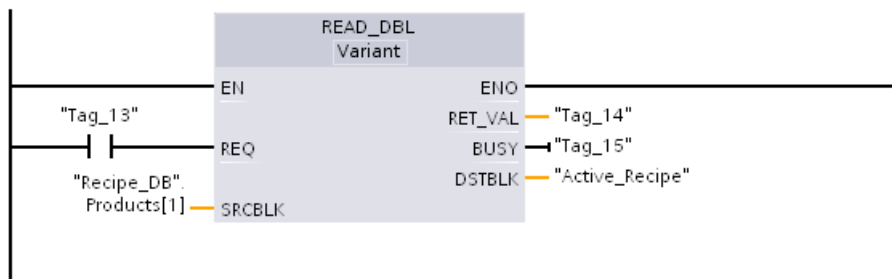 READ_DBL
Variant
EN
ENO
"Tag_13"
RET_VAL
"Tag_14"
REQ
BUSY
"Tag_15"
"Recipe_DB".
Products[1]
DSTBLK
"Active_Recipe"
SRCBLK